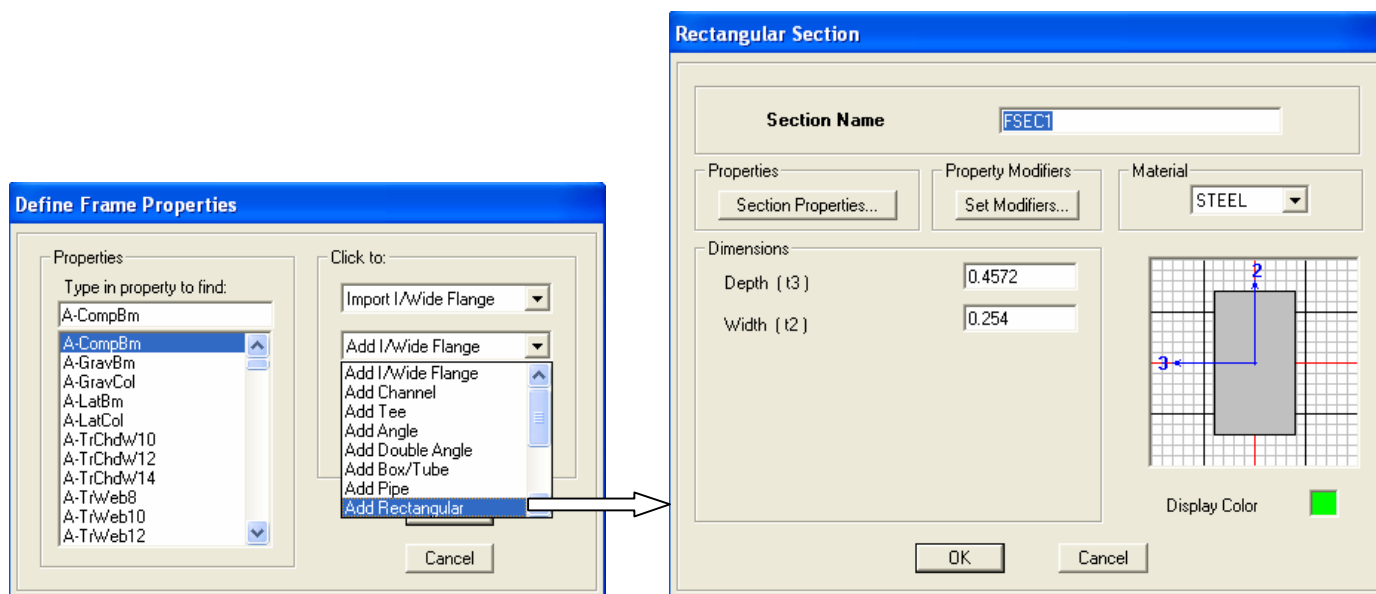 Define Frame Properties
Properties
Type in property to find:
A-CompBm
A-CompBm
A-GravBm
A-GravCol
A-LatBm
A-LatCol
A-TrChdW10
A-TrChdW12
A-TrChdW14
A-TrWeb8
A-TrWeb10
A-TrWeb12
Click to:
Import I/Wide Flange
Add I/Wide Flange
Add I/Wide Flange
Add Channel
Add Tee
Add Angle
Add Double Angle
Add Box/Tube
Add Pipe
Add Rectangular
Cancel
Rectangular Section
Section Name FSEC1
Properties
Section Properties...
Property Modifiers
Set Modifiers...
Material
STEEL
Dimensions
Depth ( t3 ) 0.4572
Width ( t2 ) 0.254
2
3
Display Color
OK Cancel